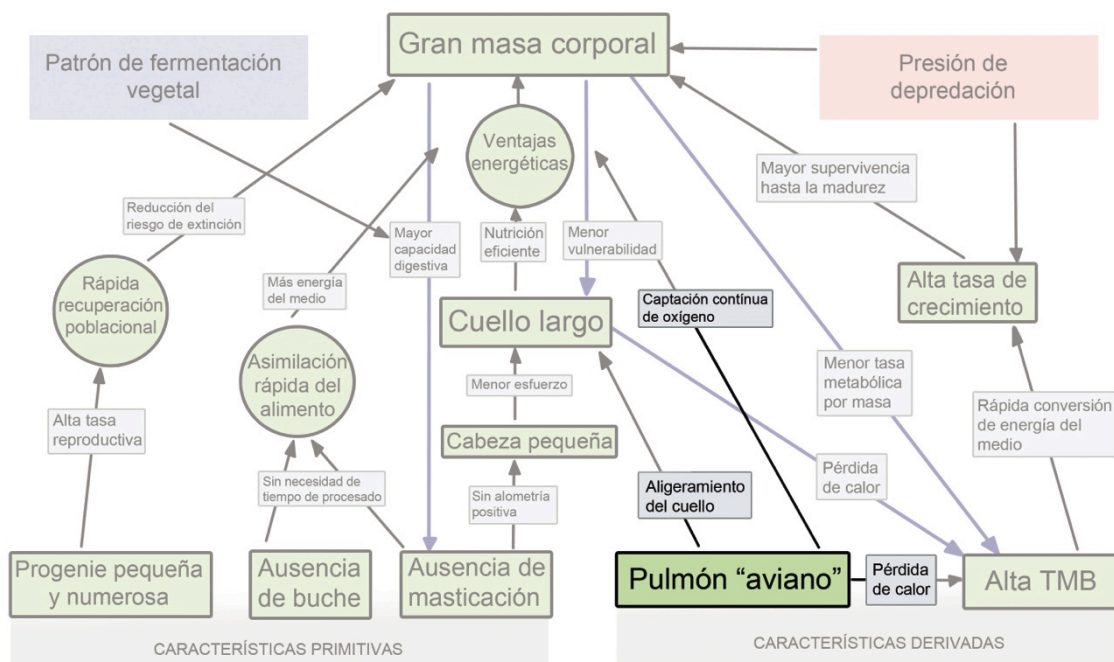 Gran masa corporal
Patrón de fermentación
vegetal
Presión de
depredación
Ventajas
energéticas
Mayor supervivencia
hasta la madurez
Reducción del
riesgo de extinción
Mayor
capacidad
digestiva
Nutrición
eficiente
Menor
vulnerabilidad
Rápida
recuperación
poblacional
Más energía
del medio
Cuello largo
Captación contínua
de oxígeno
Alta tasa de
crecimiento
Asimilación
rápida del
alimento
Menor esfuerzo
Menor tasa
metabólica
por masa
Alta tasa
reproductiva
Cabeza pequeña
Rápida conversión
de energía del
medio
Sin necesidad de
tiempo de procesado
Sin alometría
positiva
Aligeramiento
del cuello
Pérdida
de calor
Progenie pequeña
y numerosa
Ausencia
de buche
Ausencia de
masticación
Pulmón “aviano”
Pérdida
de calor
Alta TMB
CARACTERÍSTICAS PRIMITIVAS
CARACTERÍSTICAS DERIVADAS